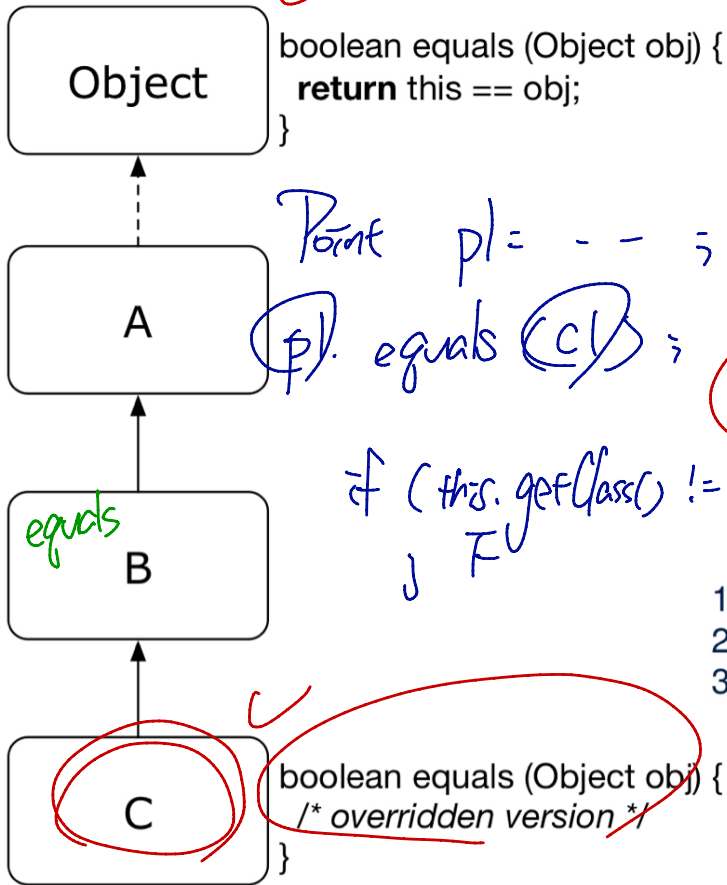 Object
boolean equals (Object obj) {
return this == obj;
}
Point p1 = - - ;
A
p1. equals (c1) ;
if (this.getClass() !=
equals
B
1
2
3
C
boolean equals (Object obj) {
/* overridden version */
}